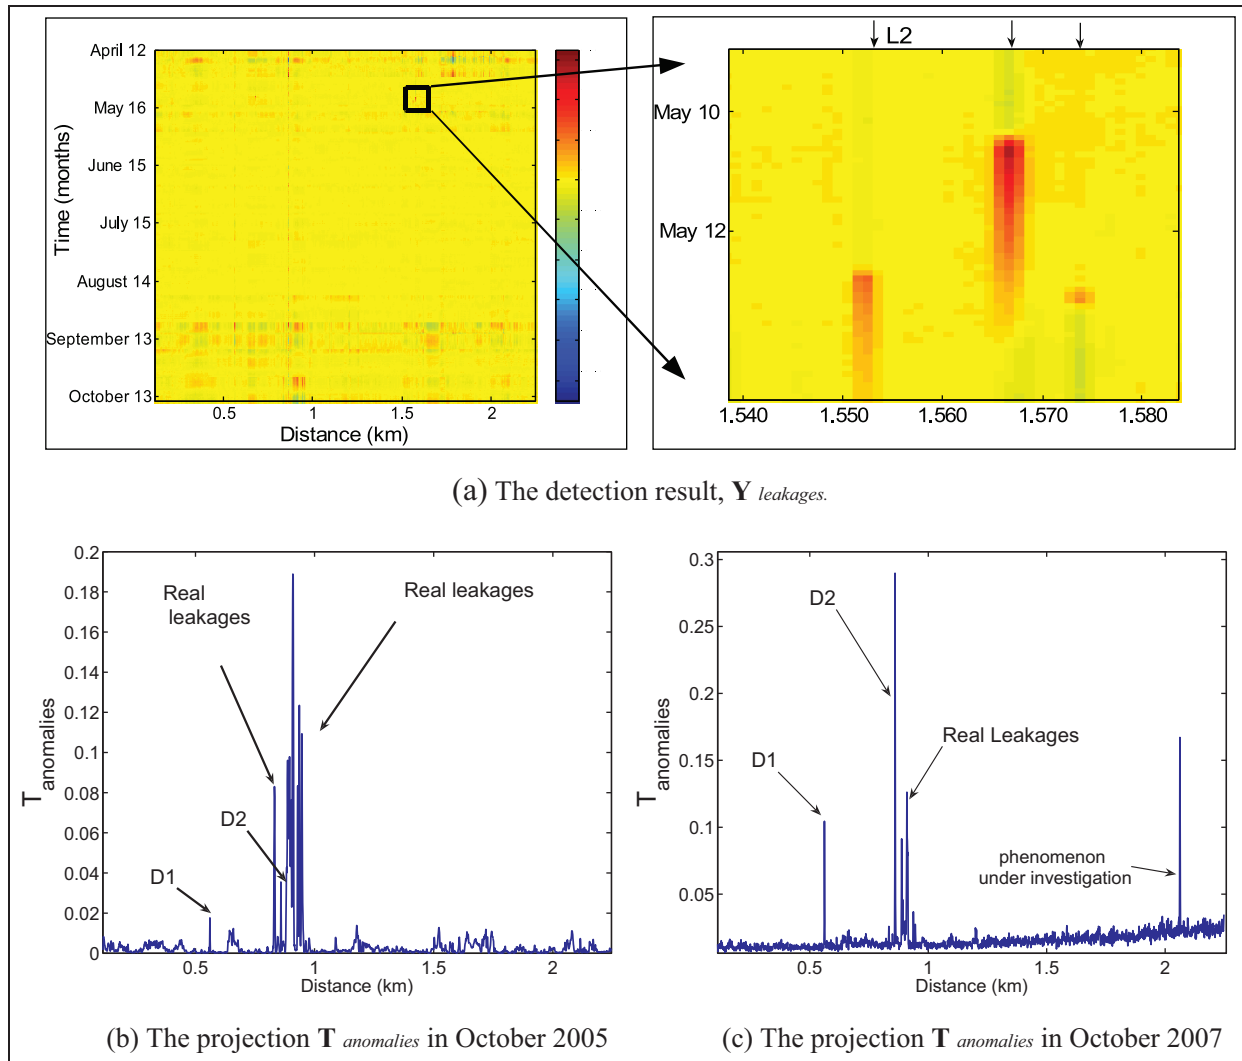 April 12
May 16
June 15
July 15
August 14
September 13
October 13
Time (months)
0.5
1
1.5
2
Distance (km)
L2
May 10
May 12
1.540
1.550
1.560
1.570
1.580
(a) The detection result, Y leakages.
0.2
0.18
0.16
0.14
0.12
0.1
0.08
0.06
0.04
0.02
0
T anomalies
Real
leakages
Real leakages
D2
D1
0.5
1
1.5
2
Distance (km)
(b) The projection T anomalies in October 2005
0.3
0.25
0.2
0.15
0.1
0.05
T anomalies
D2
D1
Real Leakages
phenomenon
under investigation
0.5
1
1.5
2
Distance (km)
(c) The projection T anomalies in October 2007